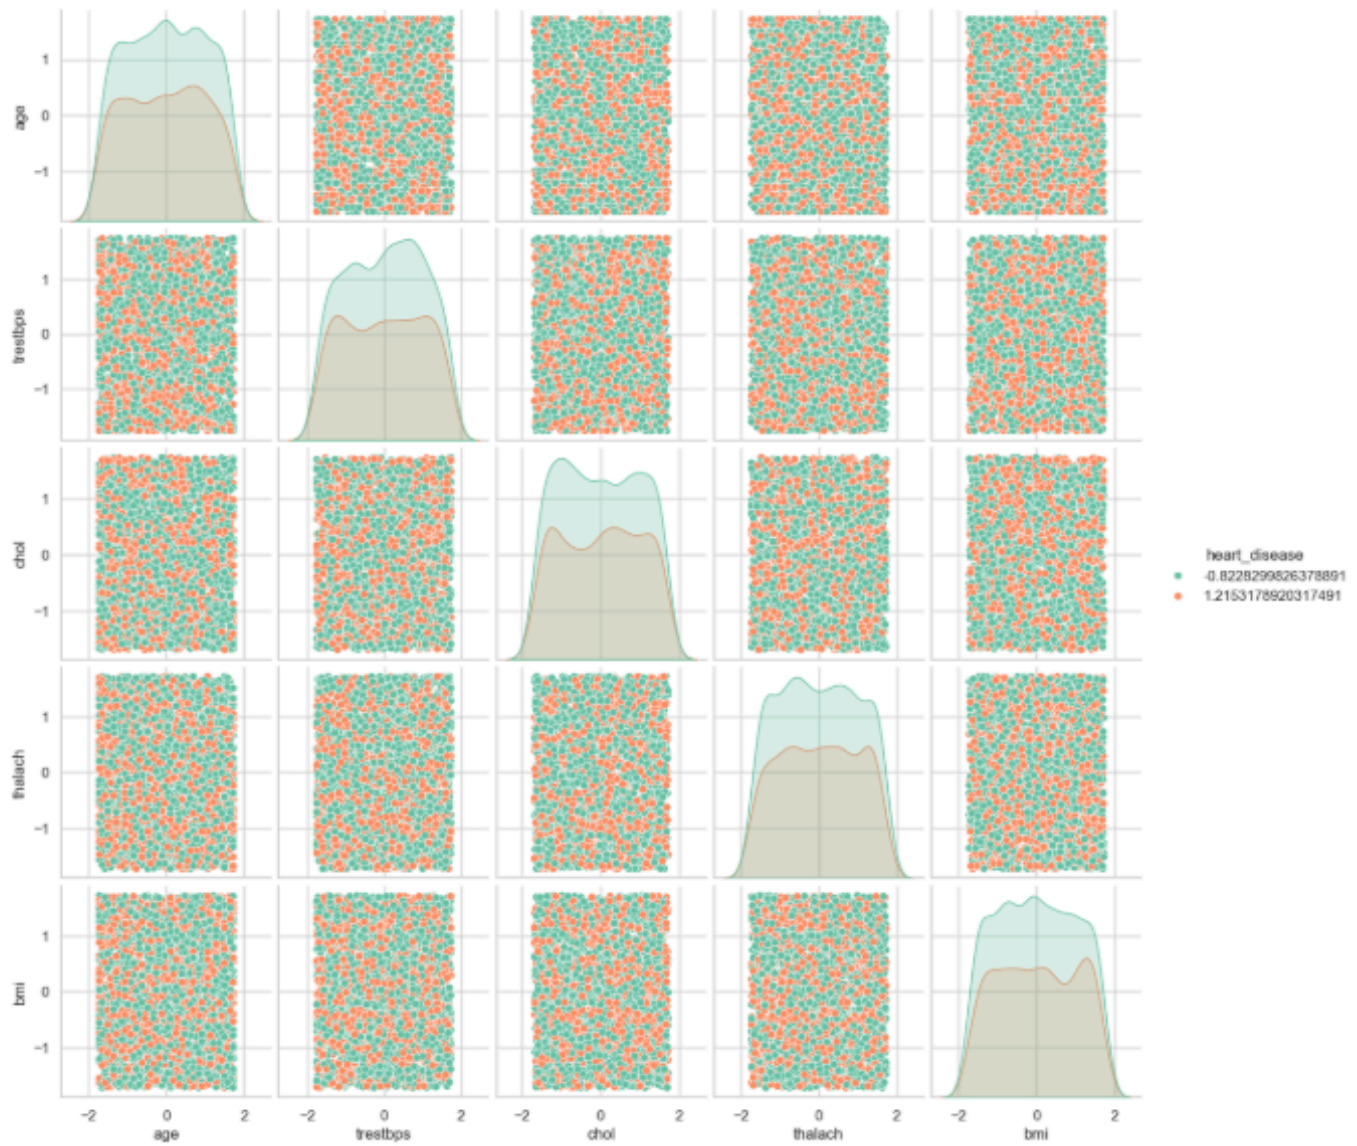 age
1
0
−1
trestbps
1
0
−1
chol
1
0
−1
heart_disease
-0.8228299826378891
1.2153178920317491
thalach
1
0
−1
bmi
1
0
−1
−2 0 2 −2 0 2 −2 0 2 −2 0 2 −2 0 2
age trestbps chol thalach bmi